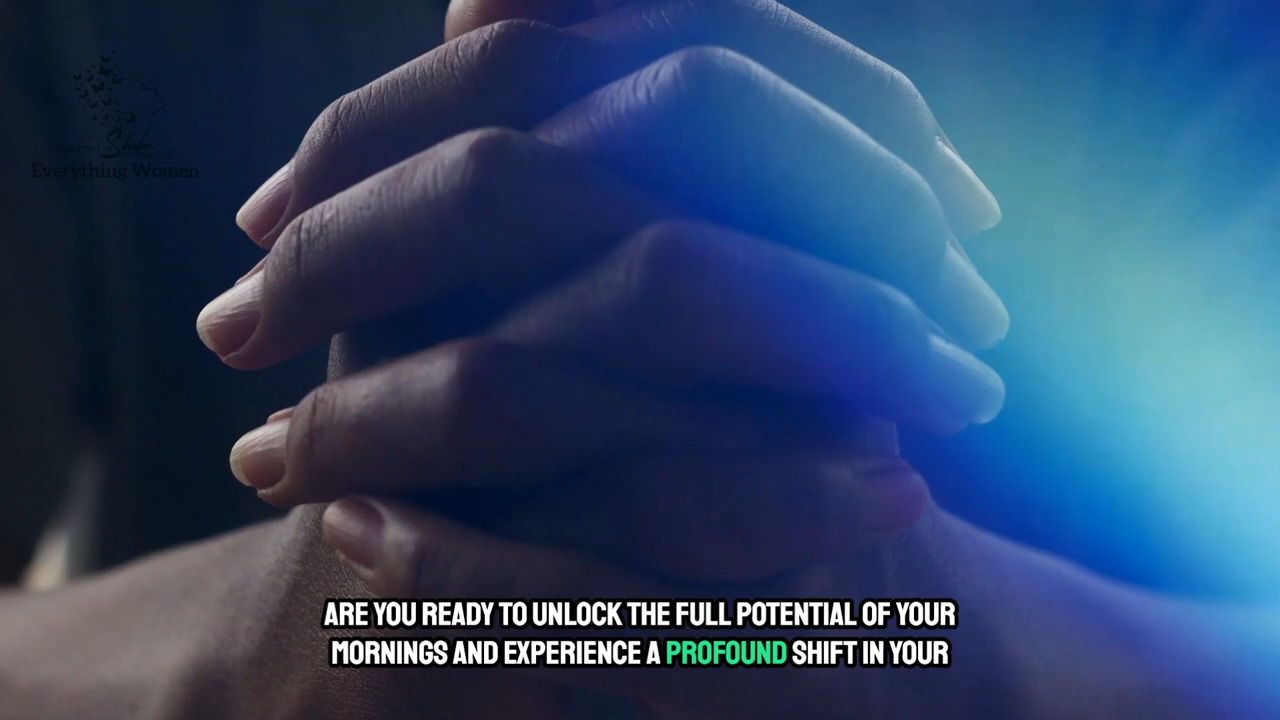 Sheba
Everything Women
ARE YOU READY TO UNLOCK THE FULL POTENTIAL OF YOUR
MORNINGS AND EXPERIENCE A PROFOUND SHIFT IN YOUR